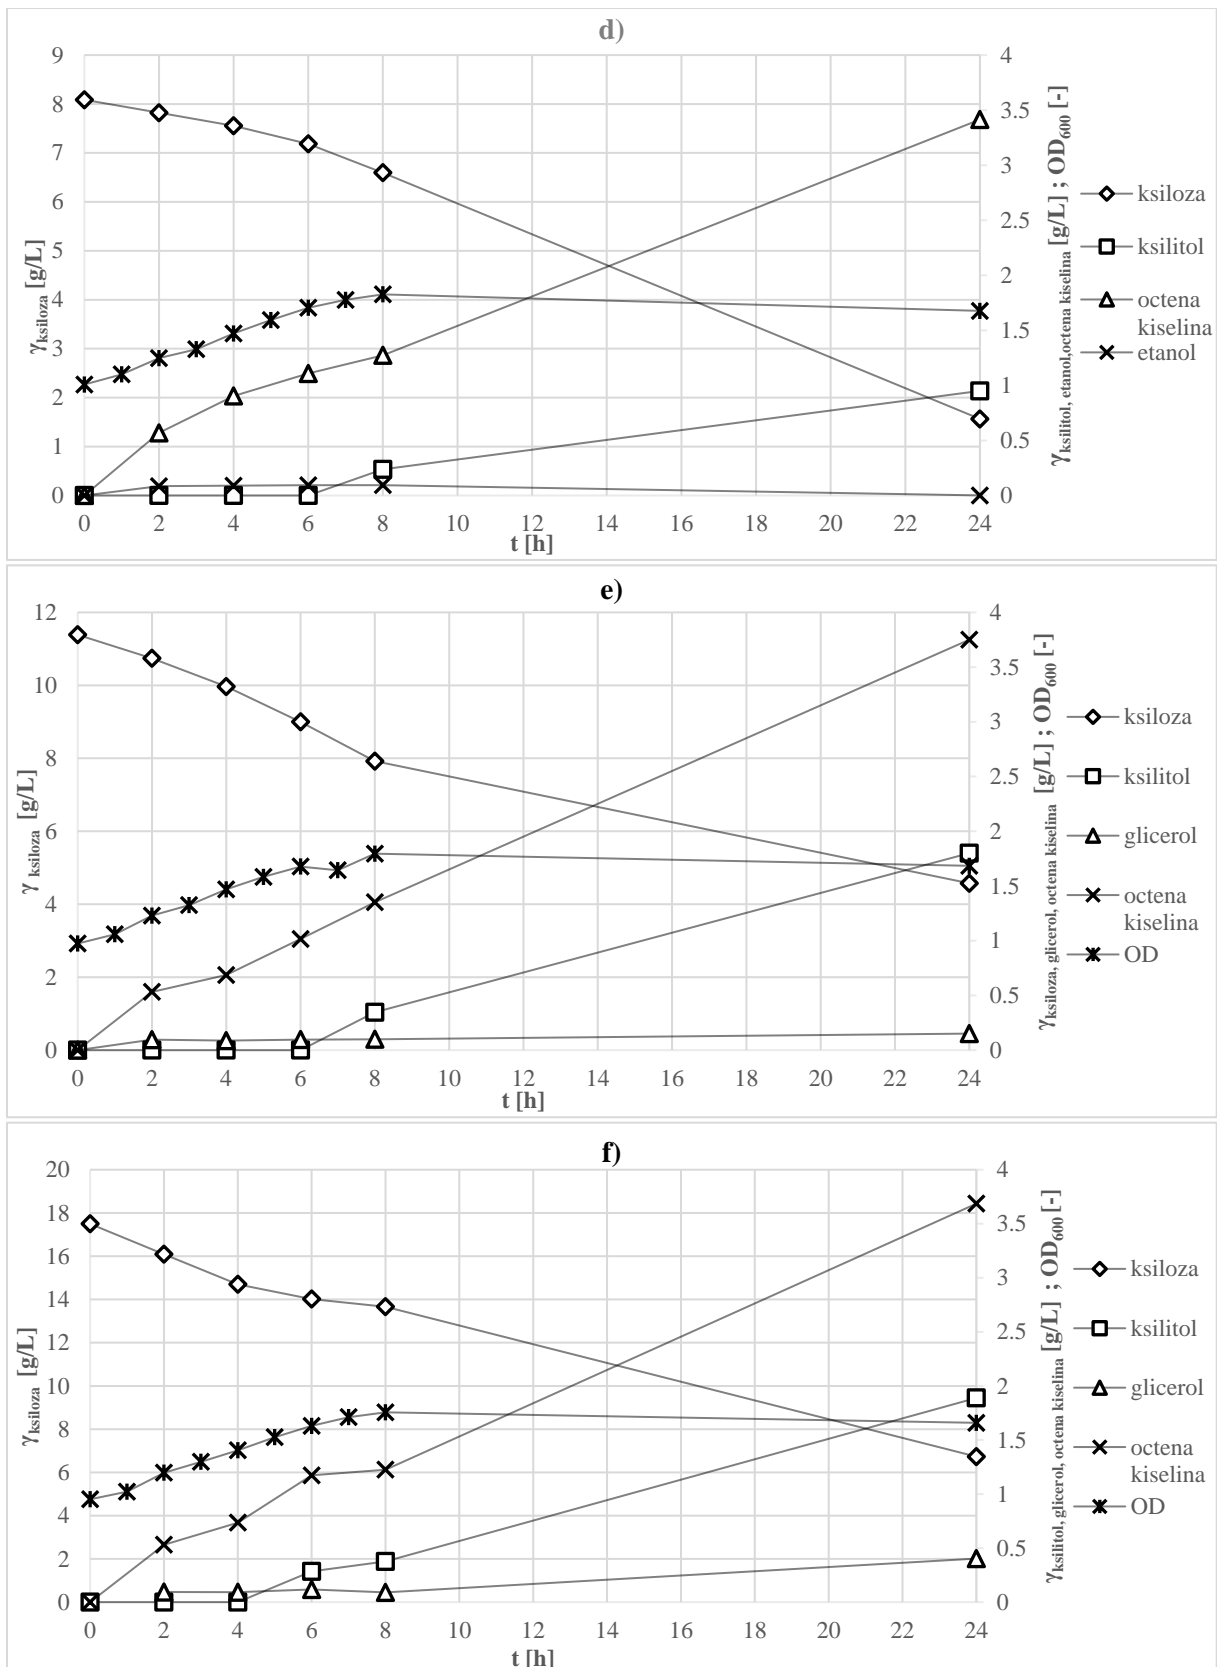 d)
9
8
7
6
5
4
3
2
1
0
4
3.5
3
2.5
2
1.5
1
0.5
0
0 2 4 6 8 10 12 14 16 18 20 22 24
t [h]
γksiloza [g/L]
γksilitol, etanol,octena kiselina [g/L] ; OD600 [-]
ksiloza
ksilitol
octena
kiselina
etanol
e)
12
10
8
6
4
2
0
4
3.5
3
2.5
2
1.5
1
0.5
0
0 2 4 6 8 10 12 14 16 18 20 22 24
t [h]
γ ksiloza [g/L]
γksiloza, glicerol, octena kiselina [g/L] ; OD600 [-]
ksiloza
ksilitol
glicerol
octena
kiselina
OD
f)
20
18
16
14
12
10
8
6
4
2
0
4
3.5
3
2.5
2
1.5
1
0.5
0
0 2 4 6 8 10 12 14 16 18 20 22 24
t [h]
γksiloza [g/L]
γksilitol, glicerol, octena kiselina [g/L] ; OD600 [-]
ksiloza
ksilitol
glicerol
octena
kiselina
OD